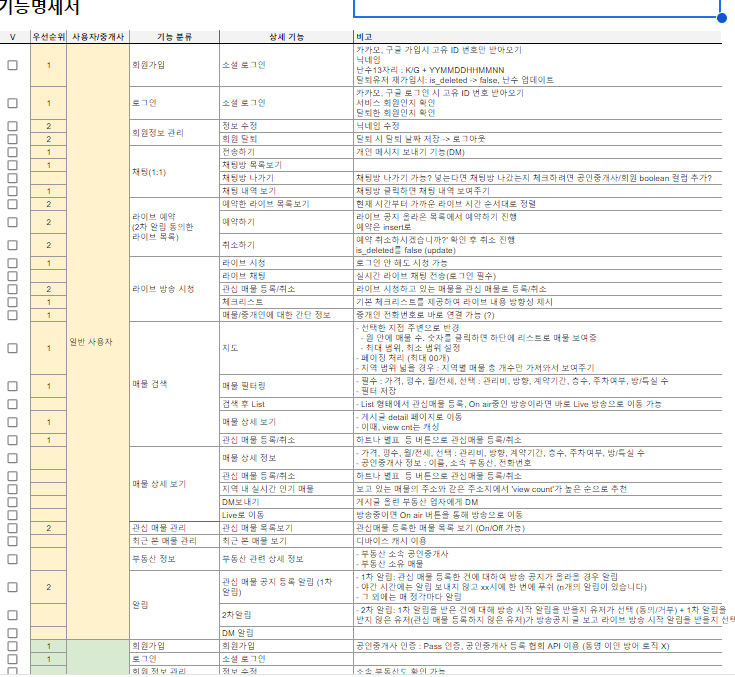 기능명세서
V 우선순위 사용자/중개사 기능 분류 상세 기능 비고
1 회원가입 소셜 로그인 카카오, 구글 가입시 고유 ID 번호만 받아오기
닉네임
난수13자리 : K/G + YYMMDDHHMMNN
탈퇴유저 재가입시: is_deleted -> false, 난수 업데이트
1 로그인 소셜 로그인 카카오, 구글 로그인 시 고유 ID 번호 받아오기
서비스 회원인지 확인
탈퇴한 회원인지 확인
2 회원정보 관리 정보 수정 닉네임 수정
2 회원 탈퇴 탈퇴 시 탈퇴 날짜 저장 -> 로그아웃
1 채팅(1:1) 전송하기 개인 메시지 보내기 기능(DM)
1 채팅방 목록보기
채팅방 나가기 채팅방 나가기 가능? 넣는다면 채팅방 나갔는지 체크하려면 공인중개사/회원 boolean 컬럼 추가?
1 채팅 내역 보기 채팅방 클릭하면 채팅 내역 보여주기
2 라이브 예약
(2차 알림 동의한
라이브 목록) 예약한 라이브 목록보기 현재 시간부터 가까운 라이브 시간 순서대로 정렬
2 예약하기 라이브 공지 올라온 목록에서 예약하기 진행
예약은 insert로
2 취소하기 예약 취소하시겠습니까?' 확인 후 취소 진행
is_deleted를 false (update)
1 라이브 방송 시청 라이브 시청 로그인 안 해도 시청 가능
라이브 채팅 실시간 라이브 채팅 전송(로그인 필수)
2 관심 매물 등록/취소 라이브 시청하고 있는 매물을 관심 매물로 등록/취소
1 체크리스트 기본 체크리스트를 제공하여 라이브 내용 방향성 제시
1 매물/중개인에 대한 간단 정보 중개인 전화번호로 바로 연결 가능 (?)
일반 사용자
1 매물 검색 지도 - 선택한 지점 주변으로 반경
- 원 안에 매물 수, 숫자를 클릭하면 하단에 리스트로 매물 보여줌
- 최대 범위, 최소 범위 설정
- 페이징 처리 (최대 00개)
- 지역 범위 넓을 경우 : 지역별 매물 총 개수만 가져와서 보여주기
1 매물 필터링 - 필수 : 가격, 평수, 월/전세, 선택 : 관리비, 방향, 계약기간, 층수, 주차여부, 방/특실 수
- 필터 저장
검색 후 List - List 형태에서 관심매물 등록, On air중인 방송이라면 바로 Live 방송으로 이동 가능
1 매물 상세 보기 - 게시글 detail 페이지로 이동
- 이때, view cnt는 캐싱
1 관심 매물 등록/취소 하트나 별표 등 버튼으로 관심매물 등록/취소
매물 상세 보기 매물 상세 정보 - 가격, 평수, 월/전세, 선택 : 관리비, 방향, 계약기간, 층수, 주차여부, 방/특실 수
- 공인중개사 정보 : 이름, 소속 부동산, 전화번호
관심 매물 등록/취소 하트나 별표 등 버튼으로 관심매물 등록/취소
지역 내 실시간 인기 매물 보고 있는 매물의 주소와 같은 주소지에서 'view count'가 높은 순으로 추천
DM보내기 게시글 올린 부동산 업자에게 DM
Live로 이동 방송중이면 On air 버튼을 통해 방송으로 이동
2 관심 매물 관리 관심 매물 목록보기 관심매물 등록한 매물 목록 보기 (On/Off 가능)
최근 본 매물 관리 최근 본 매물 보기 디바이스 캐시 이용
부동산 정보 부동산 관련 상세 정보 - 부동산 소속 공인중개사
- 부동산 소유 매물
2 알림 관심 매물 공지 등록 알림 (1차
알림) - 1차 알림: 관심 매물 등록한 건에 대하여 방송 공지가 올라올 경우 알림
- 야간 시간에는 알림 보내지 않고 xx시에 한 번에 푸쉬 (n개의 알림이 있습니다)
- 그 외에는 매 정각마다 알림
2차알림 - 2차 알림: 1차 알림을 받은 건에 대해 방송 시작 알림을 받을지 유저가 선택 (동의/거부) + 1차 알림을
받지 않은 유저(관심 매물 등록하지 않은 유저)가 방송공지 글 보고 라이브 방송 시작 알림을 받을지 선택
DM 알림
1 회원가입 회원가입 공인중개사 인증 : Pass 인증, 공인중개사 등록 협회 API 이용 (동명 이인 방어 로직 X)
1 로그인 소셜 로그인
회원 정보 관리 정보 수정 소속 부동산도 확인 가능